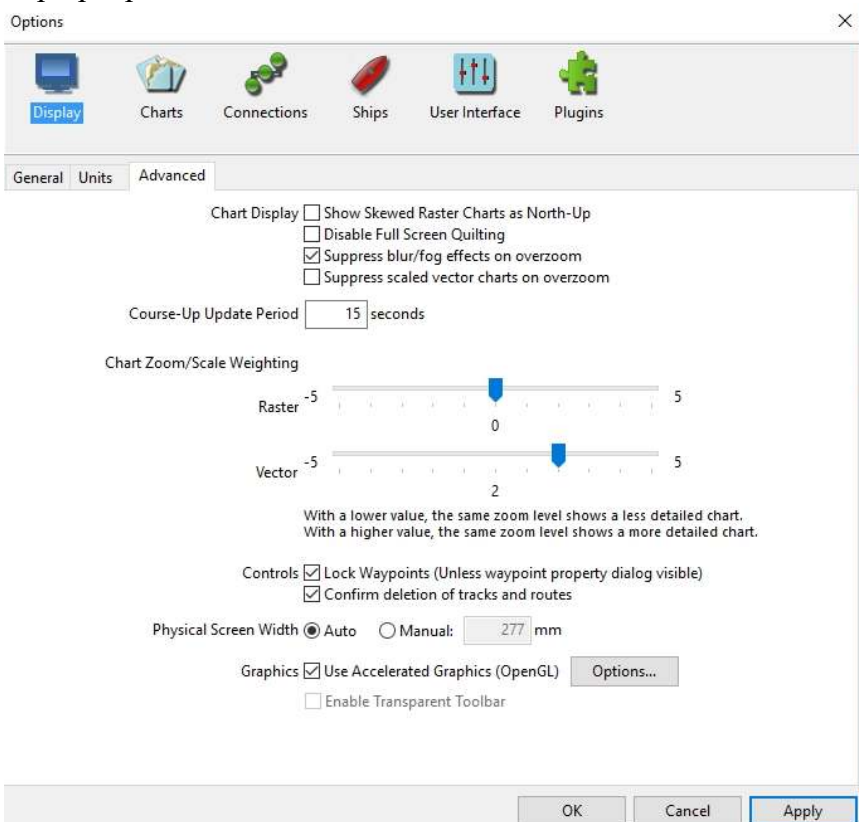 Options
Display Charts Connections Ships User Interface Plugins
General Units Advanced
Chart Display Show Skewed Raster Charts as North-Up
Disable Full Screen Quilting
Suppress blur/fog effects on overzoom
Suppress scaled vector charts on overzoom
Course-Up Update Period 15 seconds
Chart Zoom/Scale Weighting
Raster -5 5
0
Vector -5 5
2
With a lower value, the same zoom level shows a less detailed chart.
With a higher value, the same zoom level shows a more detailed chart.
Controls Lock Waypoints (Unless waypoint property dialog visible)
Confirm deletion of tracks and routes
Physical Screen Width Auto Manual: 277 mm
Graphics Use Accelerated Graphics (OpenGL) Options...
Enable Transparent Toolbar
OK Cancel Apply